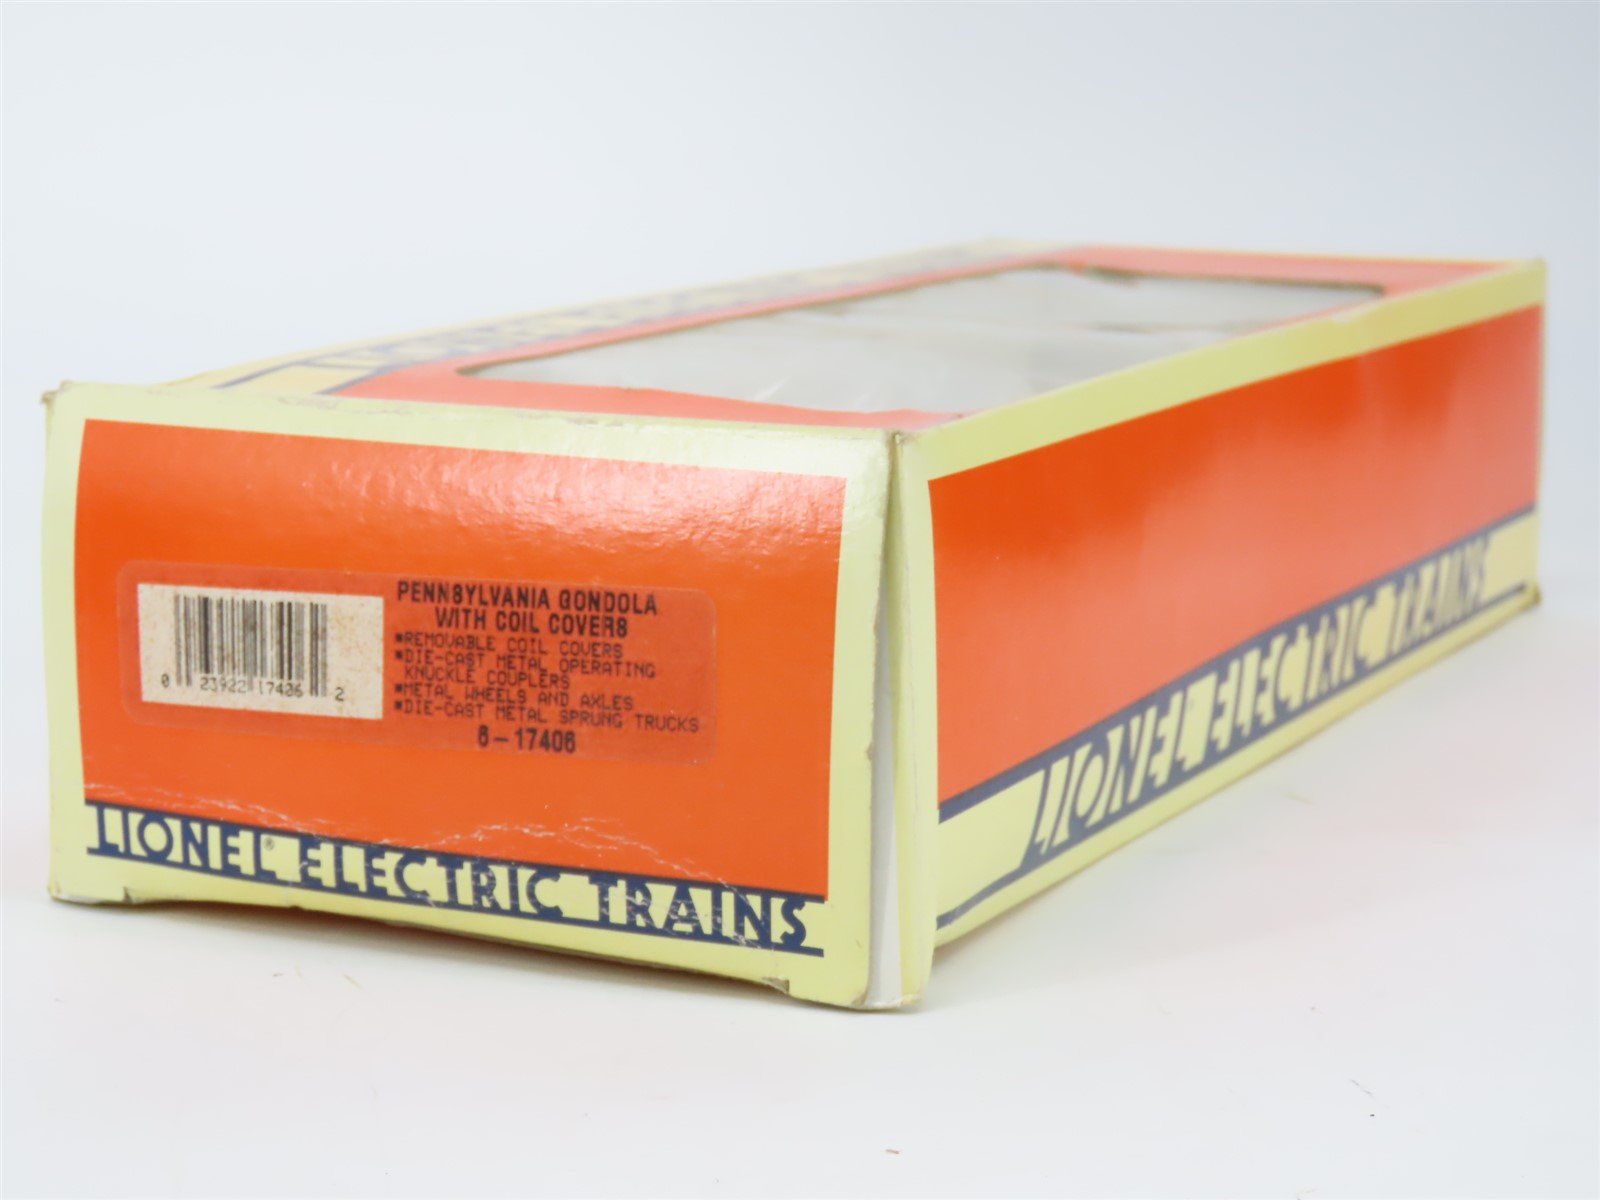 PENNSYLVANIA GONDOLA
WITH COIL COVERS
■REMOVABLE COIL COVERS
■DIE-CAST METAL OPERATING
KNUCKLE COUPLERS
■METAL WHEELS AND AXLES
■DIE-CAST METAL SPRUNG TRUCKS
6-17406
0 23922 17406 2
LIONEL® ELECTRIC TRAINS
LIONEL ELECTRIC TRAINS